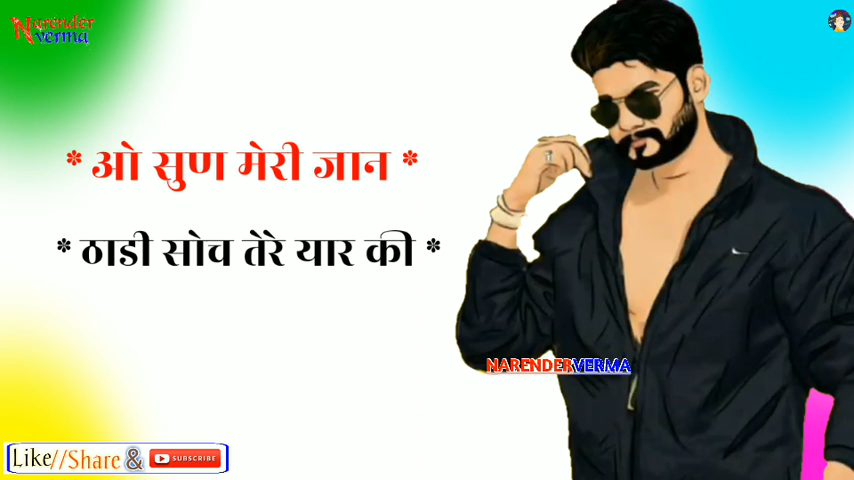 Narender
verma
* ओ सुण मेरी जान *
* ठाडी सोच तेरे यार की *
NARENDERVERMA
Like//Share & SUBSCRIBE